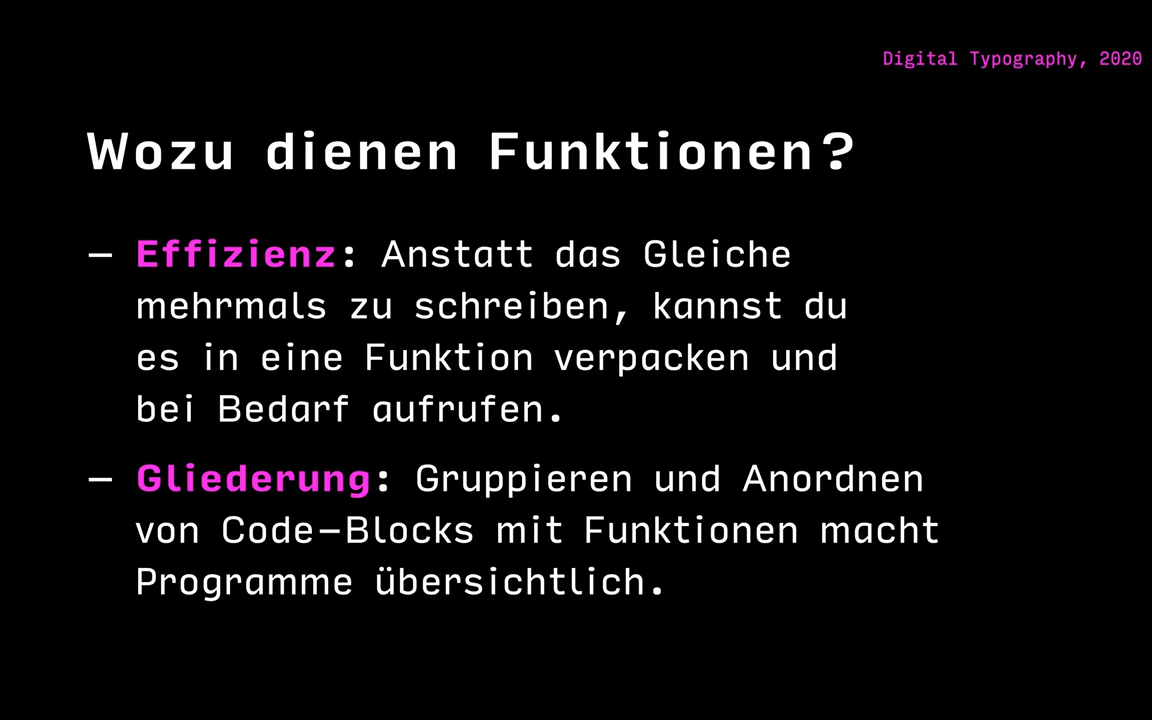 Digital Typography, 2020
Wozu dienen Funktionen?
– Effizienz: Anstatt das Gleiche
mehrmals zu schreiben, kannst du
es in eine Funktion verpacken und
bei Bedarf aufrufen.
– Gliederung: Gruppieren und Anordnen
von Code-Blocks mit Funktionen macht
Programme übersichtlich.